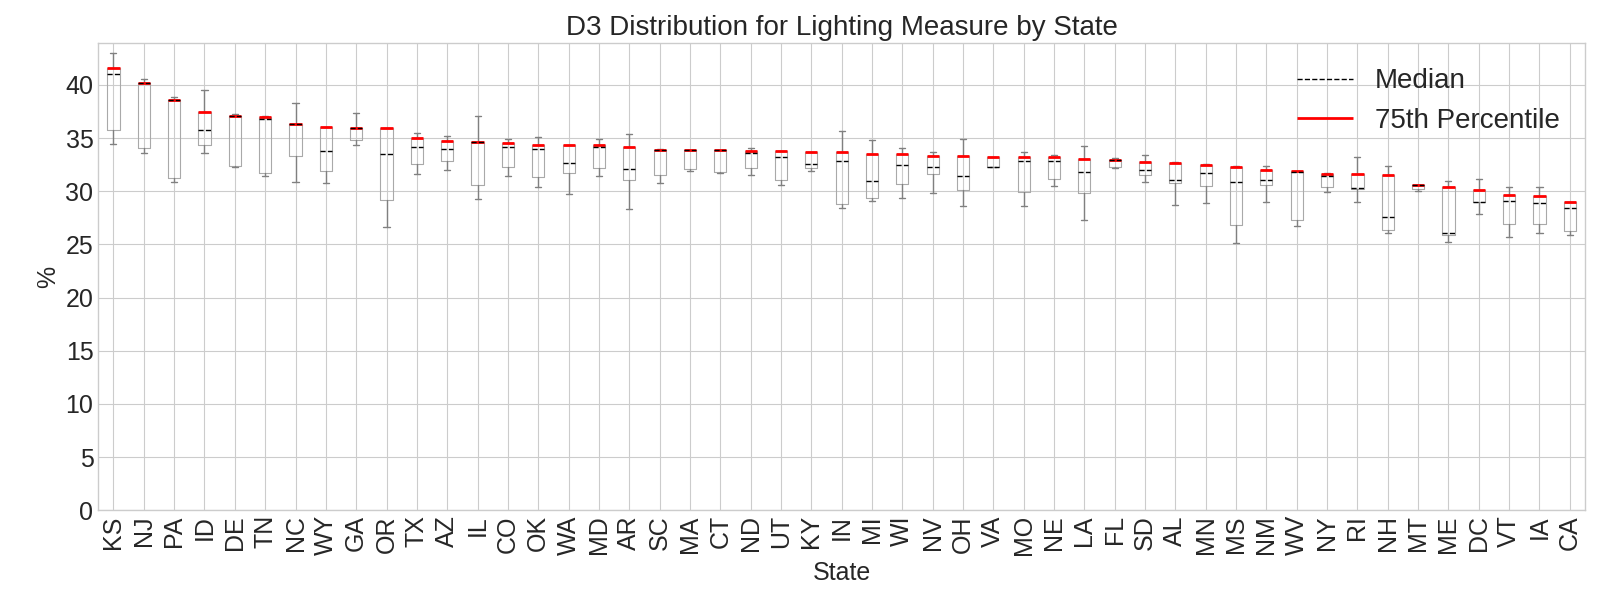 D3 Distribution for Lighting Measure by State
Median
75th Percentile
40
35
30
25
20
15
10
5
0
%
KS NJ PA ID DE TN NC WY GA OR TX AZ IL CO OK WA MD AR SC MA CT ND UT KY IN MI WI NV OH VA MO NE LA FL SD AL MN MS NM WV NY RI NH MT ME DC VT IA CA
State